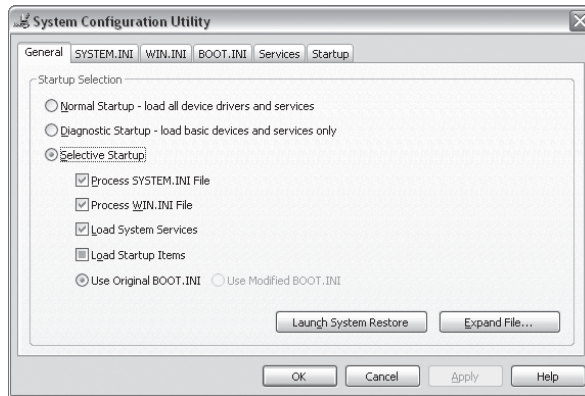 System Configuration Utility
General SYSTEM.INI WIN.INI BOOT.INI Services Startup
Startup Selection
Normal Startup - load all device drivers and services
Diagnostic Startup - load basic devices and services only
Selective Startup
Process SYSTEM.INI File
Process WIN.INI File
Load System Services
Load Startup Items
Use Original BOOT.INI Use Modified BOOT.INI
Launch System Restore Expand File...
OK Cancel Apply Help